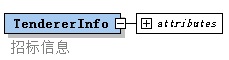 TendererInfo
attributes
招标信息